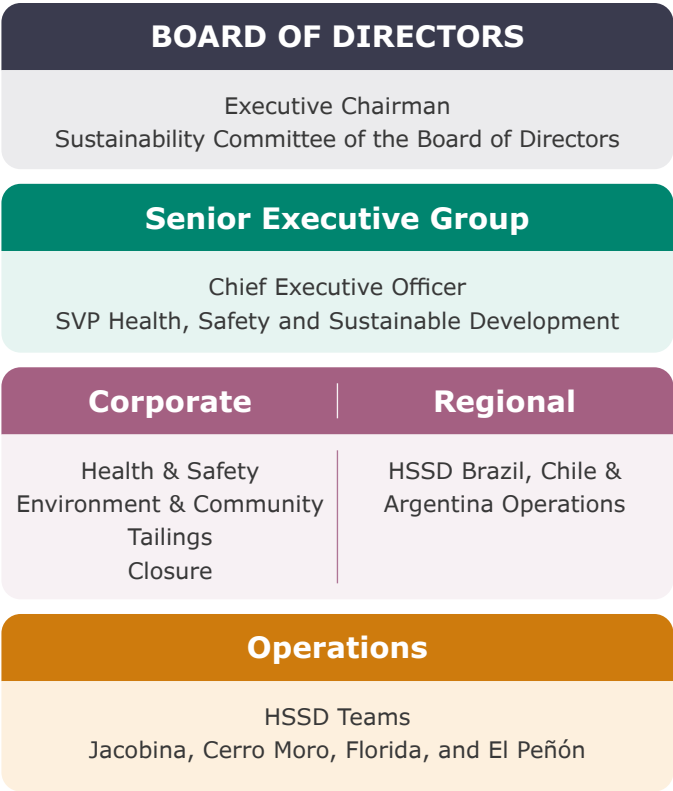 BOARD OF DIRECTORS
Executive Chairman
Sustainability Committee of the Board of Directors
Senior Executive Group
Chief Executive Officer
SVP Health, Safety and Sustainable Development
Corporate
Health & Safety
Environment & Community
Tailings
Closure
Regional
HSSD Brazil, Chile &
Argentina Operations
Operations
HSSD Teams
Jacobina, Cerro Moro, Florida, and El Peñón